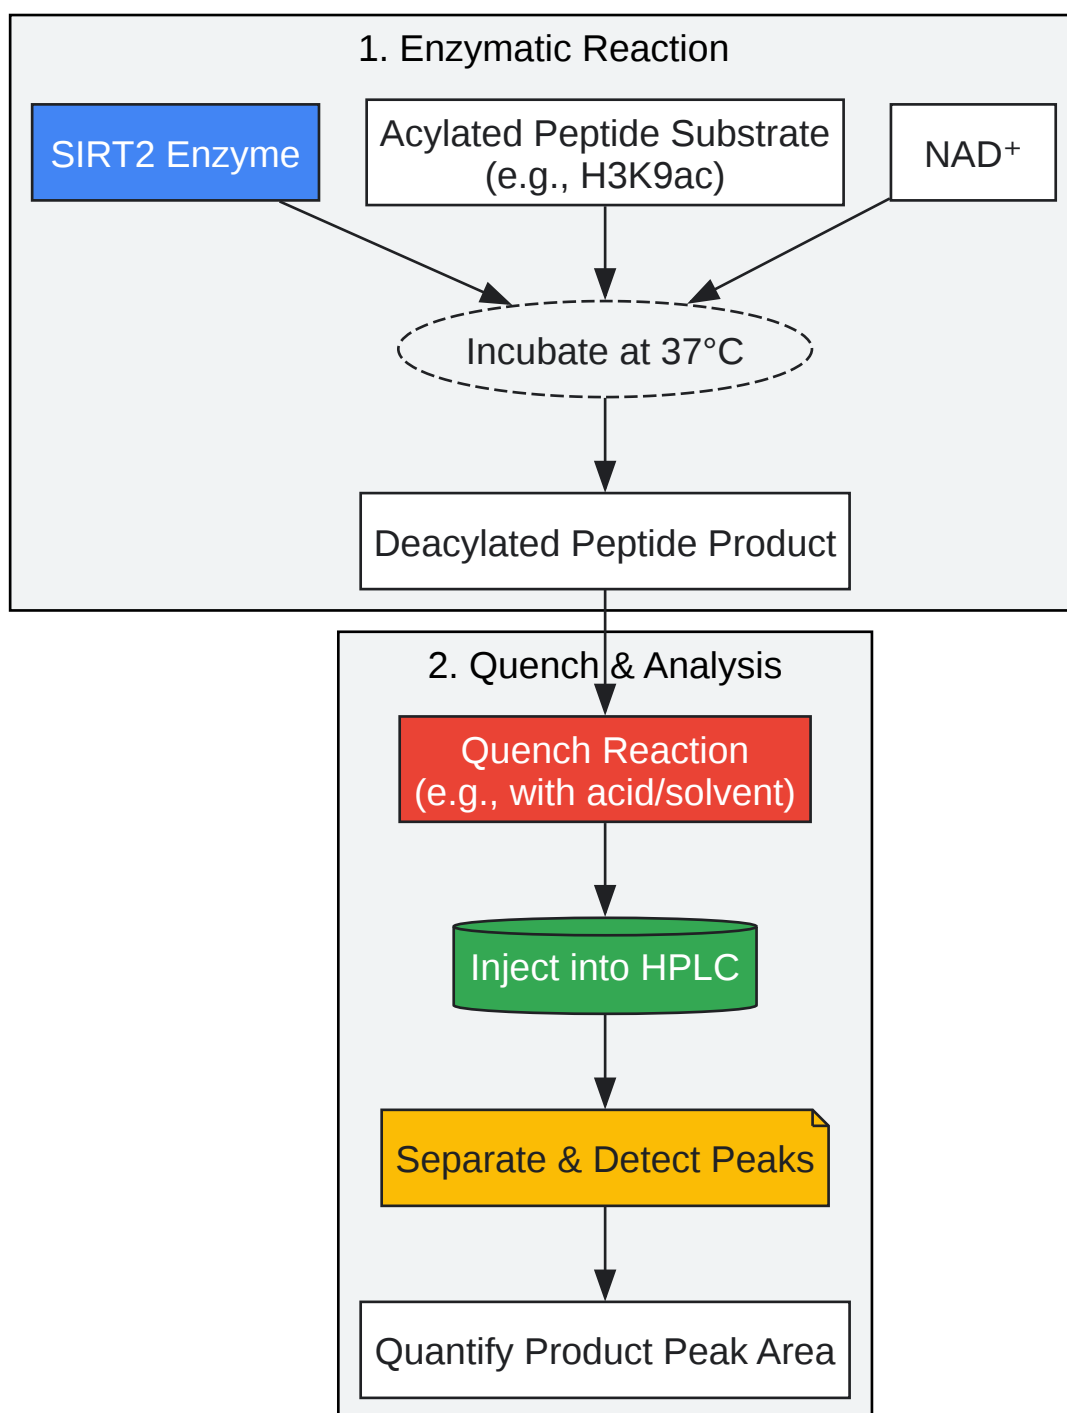 1. Enzymatic Reaction
SIRT2 Enzyme
Acylated Peptide Substrate
(e.g., H3K9ac)
NAD⁺
Incubate at 37°C
Deacylated Peptide Product
2. Quench & Analysis
Quench Reaction
(e.g., with acid/solvent)
Inject into HPLC
Separate & Detect Peaks
Quantify Product Peak Area